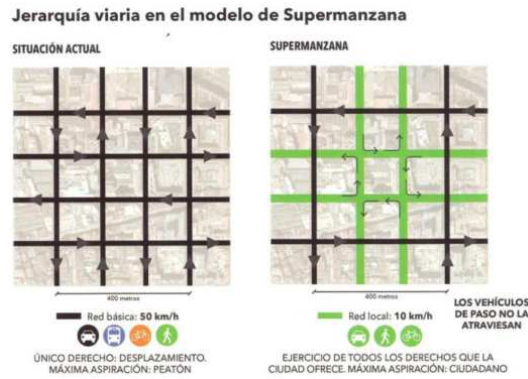 Jerarquía viaria en el modelo de Supermanzana
SITUACIÓN ACTUAL
400 metros
Red básica: 50 km/h
ÚNICO DERECHO: DESPLAZAMIENTO.
MÁXIMA ASPIRACIÓN: PEATÓN
SUPERMANZANA
400 metros
Red local: 10 km/h
LOS VEHÍCULOS
DE PASO NO LA
ATRAVIESAN
EJERCICIO DE TODOS LOS DERECHOS QUE LA
CIUDAD OFRECE. MÁXIMA ASPIRACIÓN: CIUDADANO